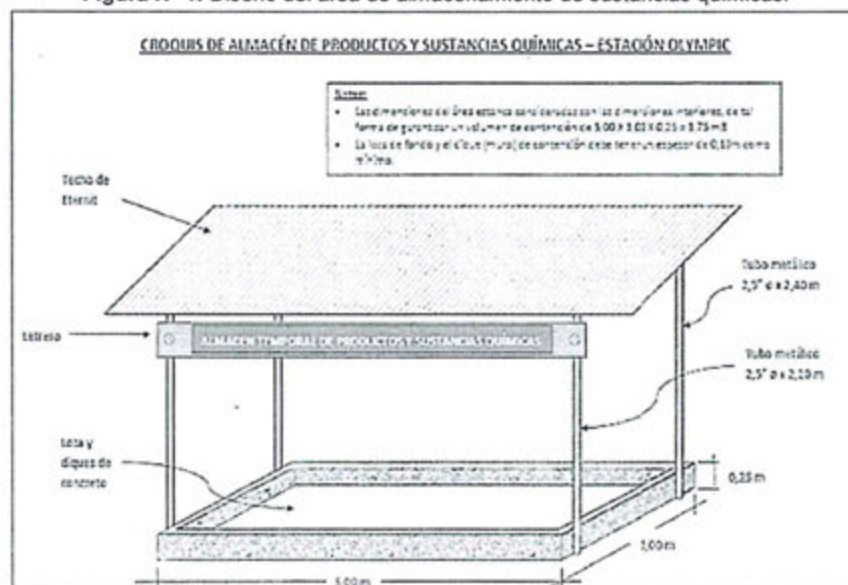 Figura N° 1: Diseño del área de almacenamiento de sustancias químicas.
CROQUIS DE ALMACÉN DE PRODUCTOS Y SUSTANCIAS QUÍMICAS – ESTACIÓN OLYMPIC
Notas:
• Las dimensiones del área estanca consideradas son las dimensiones interiores, de tal
forma de garantizar un volumen de contención de 5.00 X 3.00 X 0.25 = 3.75 m3
• La losa de fondo y el dique (muro) de contención debe tener un espesor de 0,10m como
mínimo.
Techo de
Eternit
Tubo metálico
2,5" ø x 2,40 m
Letrero
ALMACÉN TEMPORAL DE PRODUCTOS Y SUSTANCIAS QUÍMICAS
Tubo metálico
2,5" ø x 2,20 m
Losa y
diques de
concreto
0,25 m
3,00 m
5,00 m